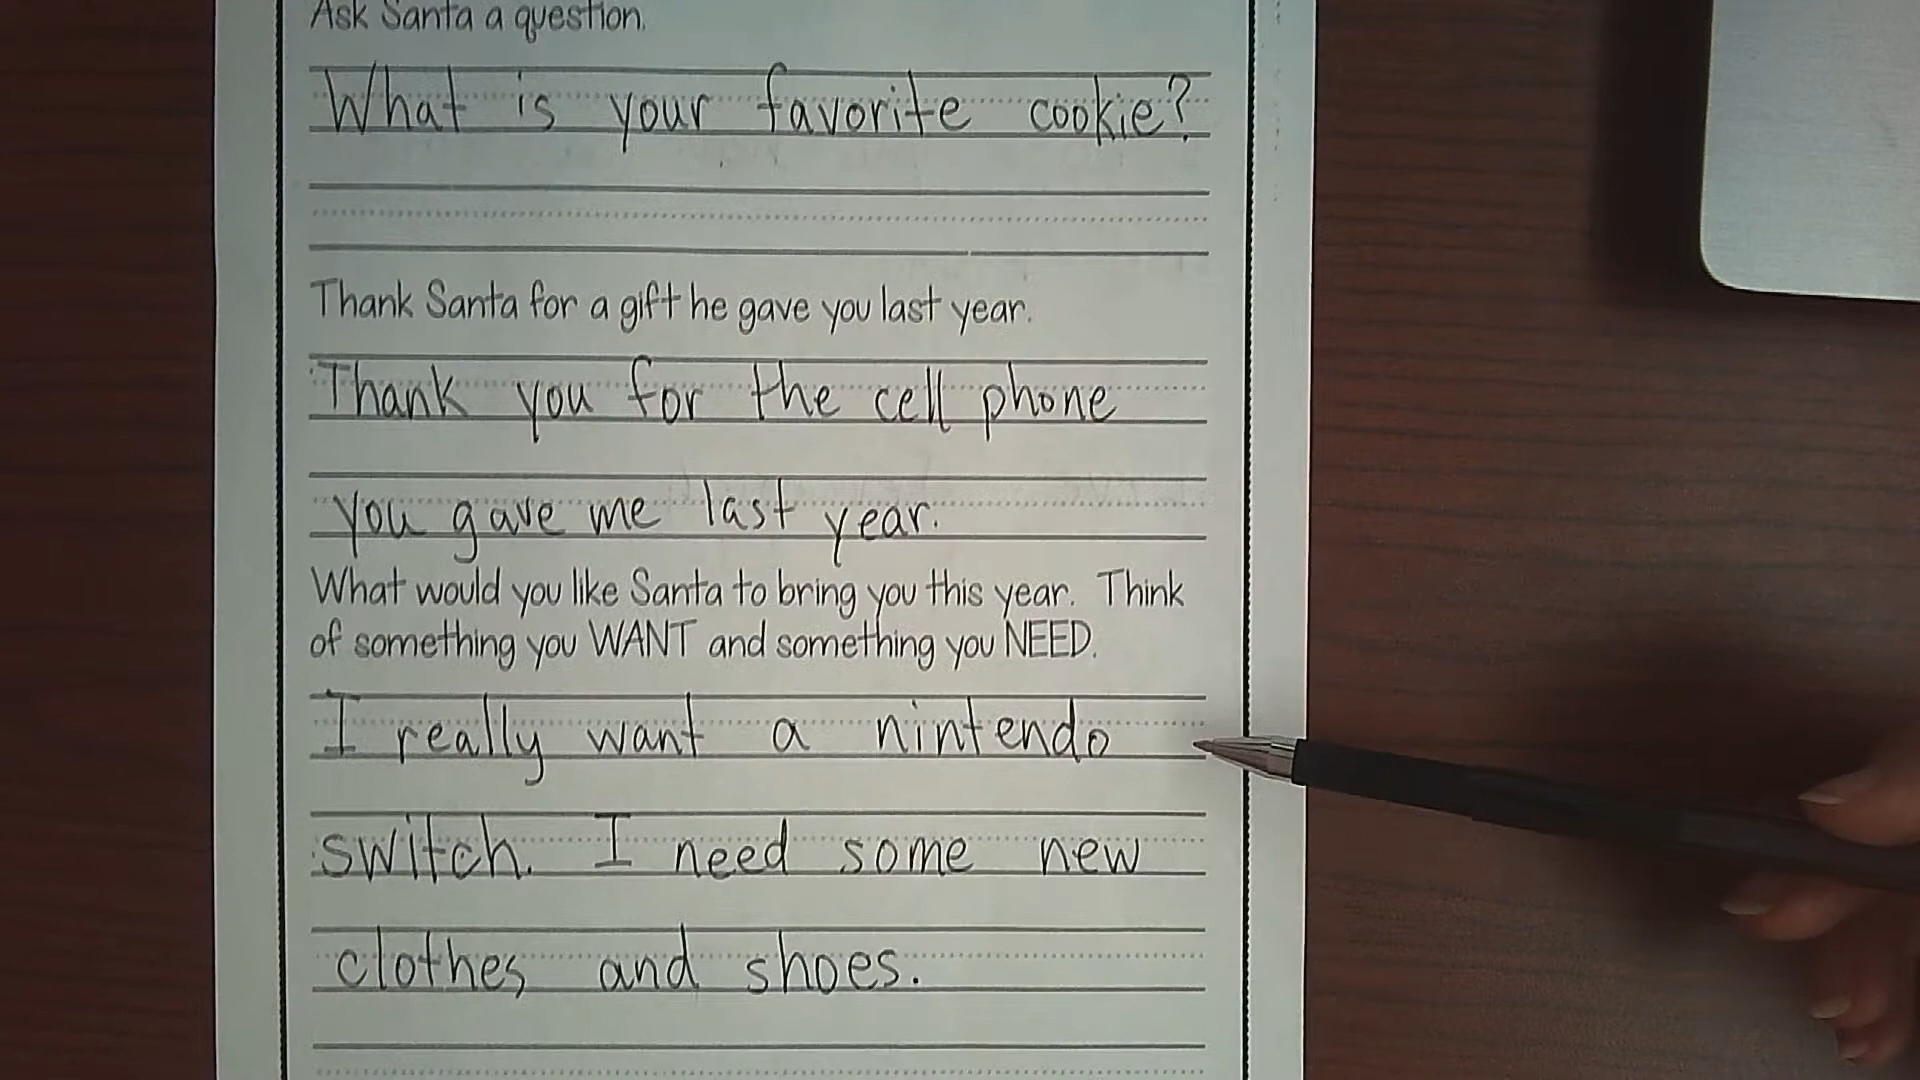 Ask Santa a question.
What is your favorite cookie?
Thank Santa for a gift he gave you last year.
Thank you for the cell phone
you gave me last year.
What would you like Santa to bring you this year. Think
of something you WANT and something you NEED.
I really want a nintendo
switch. I need some new
clothes and shoes.